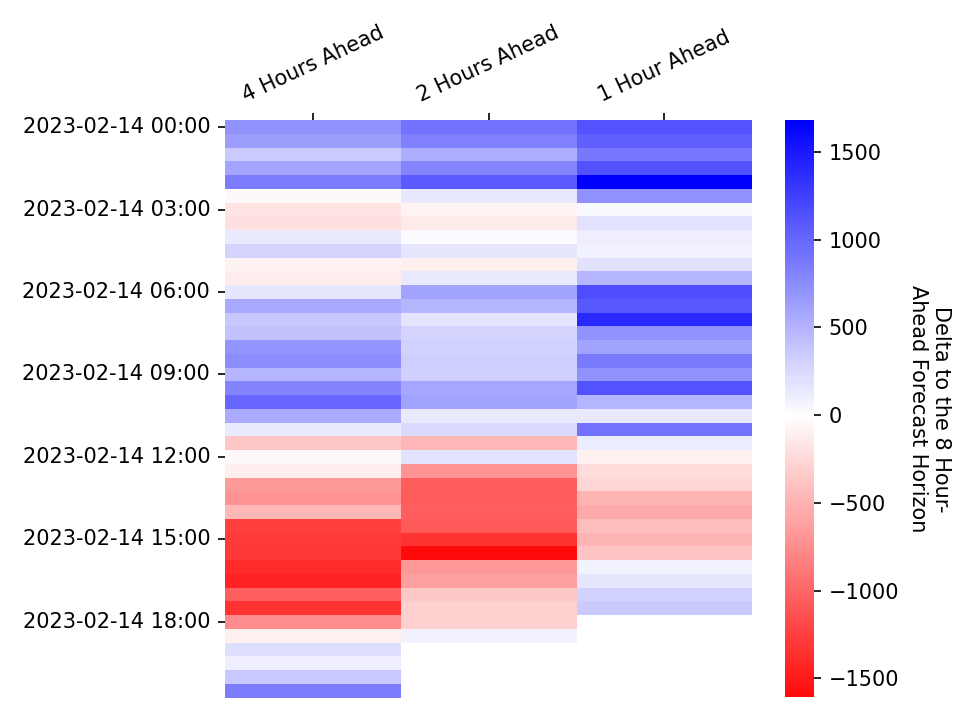 4 Hours Ahead
2 Hours Ahead
1 Hour Ahead
2023-02-14 00:00
2023-02-14 03:00
2023-02-14 06:00
2023-02-14 09:00
2023-02-14 12:00
2023-02-14 15:00
2023-02-14 18:00
1500
1000
500
0
−500
−1000
−1500
Delta to the 8 Hour-
Ahead Forecast Horizon